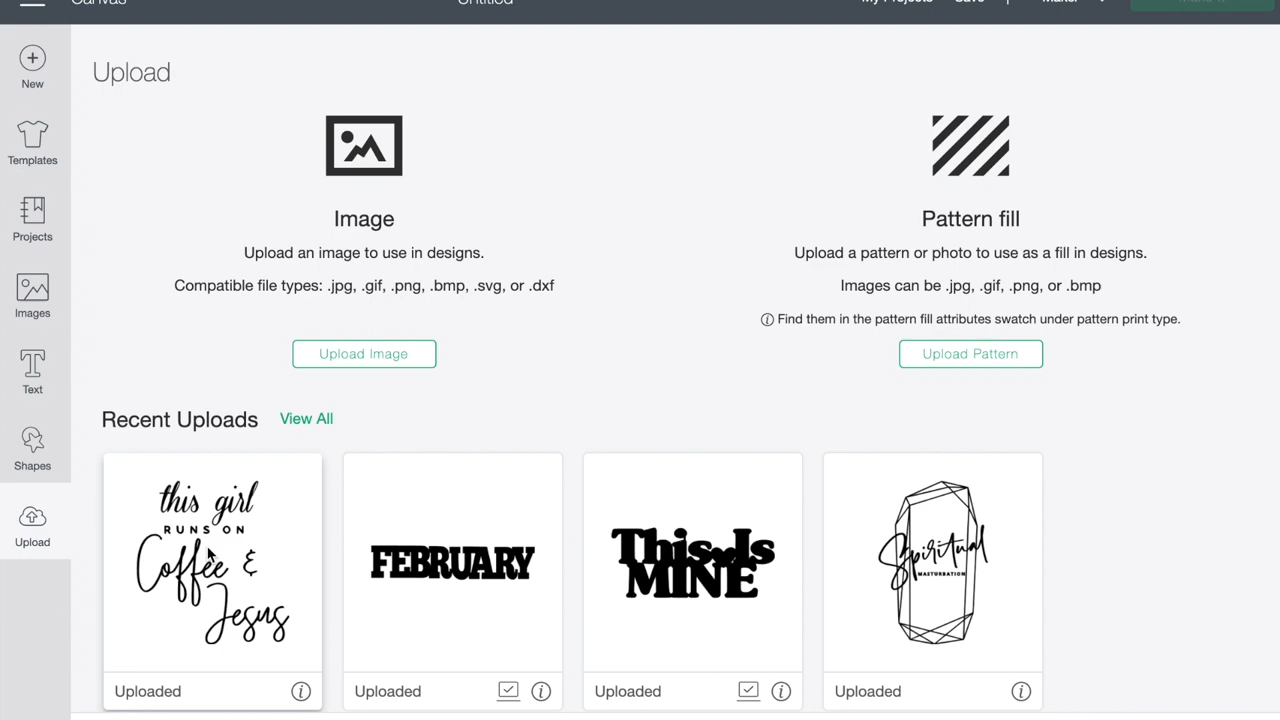 Canvas
Untitled
My Projects
Save
Maker
New
Templates
Projects
Images
Text
Shapes
Upload
Upload
Image
Upload an image to use in designs.
Compatible file types: .jpg, .gif, .png, .bmp, .svg, or .dxf
Upload Image
Pattern fill
Upload a pattern or photo to use as a fill in designs.
Images can be .jpg, .gif, .png, or .bmp
Find them in the pattern fill attributes swatch under pattern print type.
Upload Pattern
Recent Uploads View All
this girl
RUNS ON
Coffee &
Jesus
Uploaded
FEBRUARY
Uploaded
This Is
MINE
Uploaded
Spiritual
MASTURBATION
Uploaded